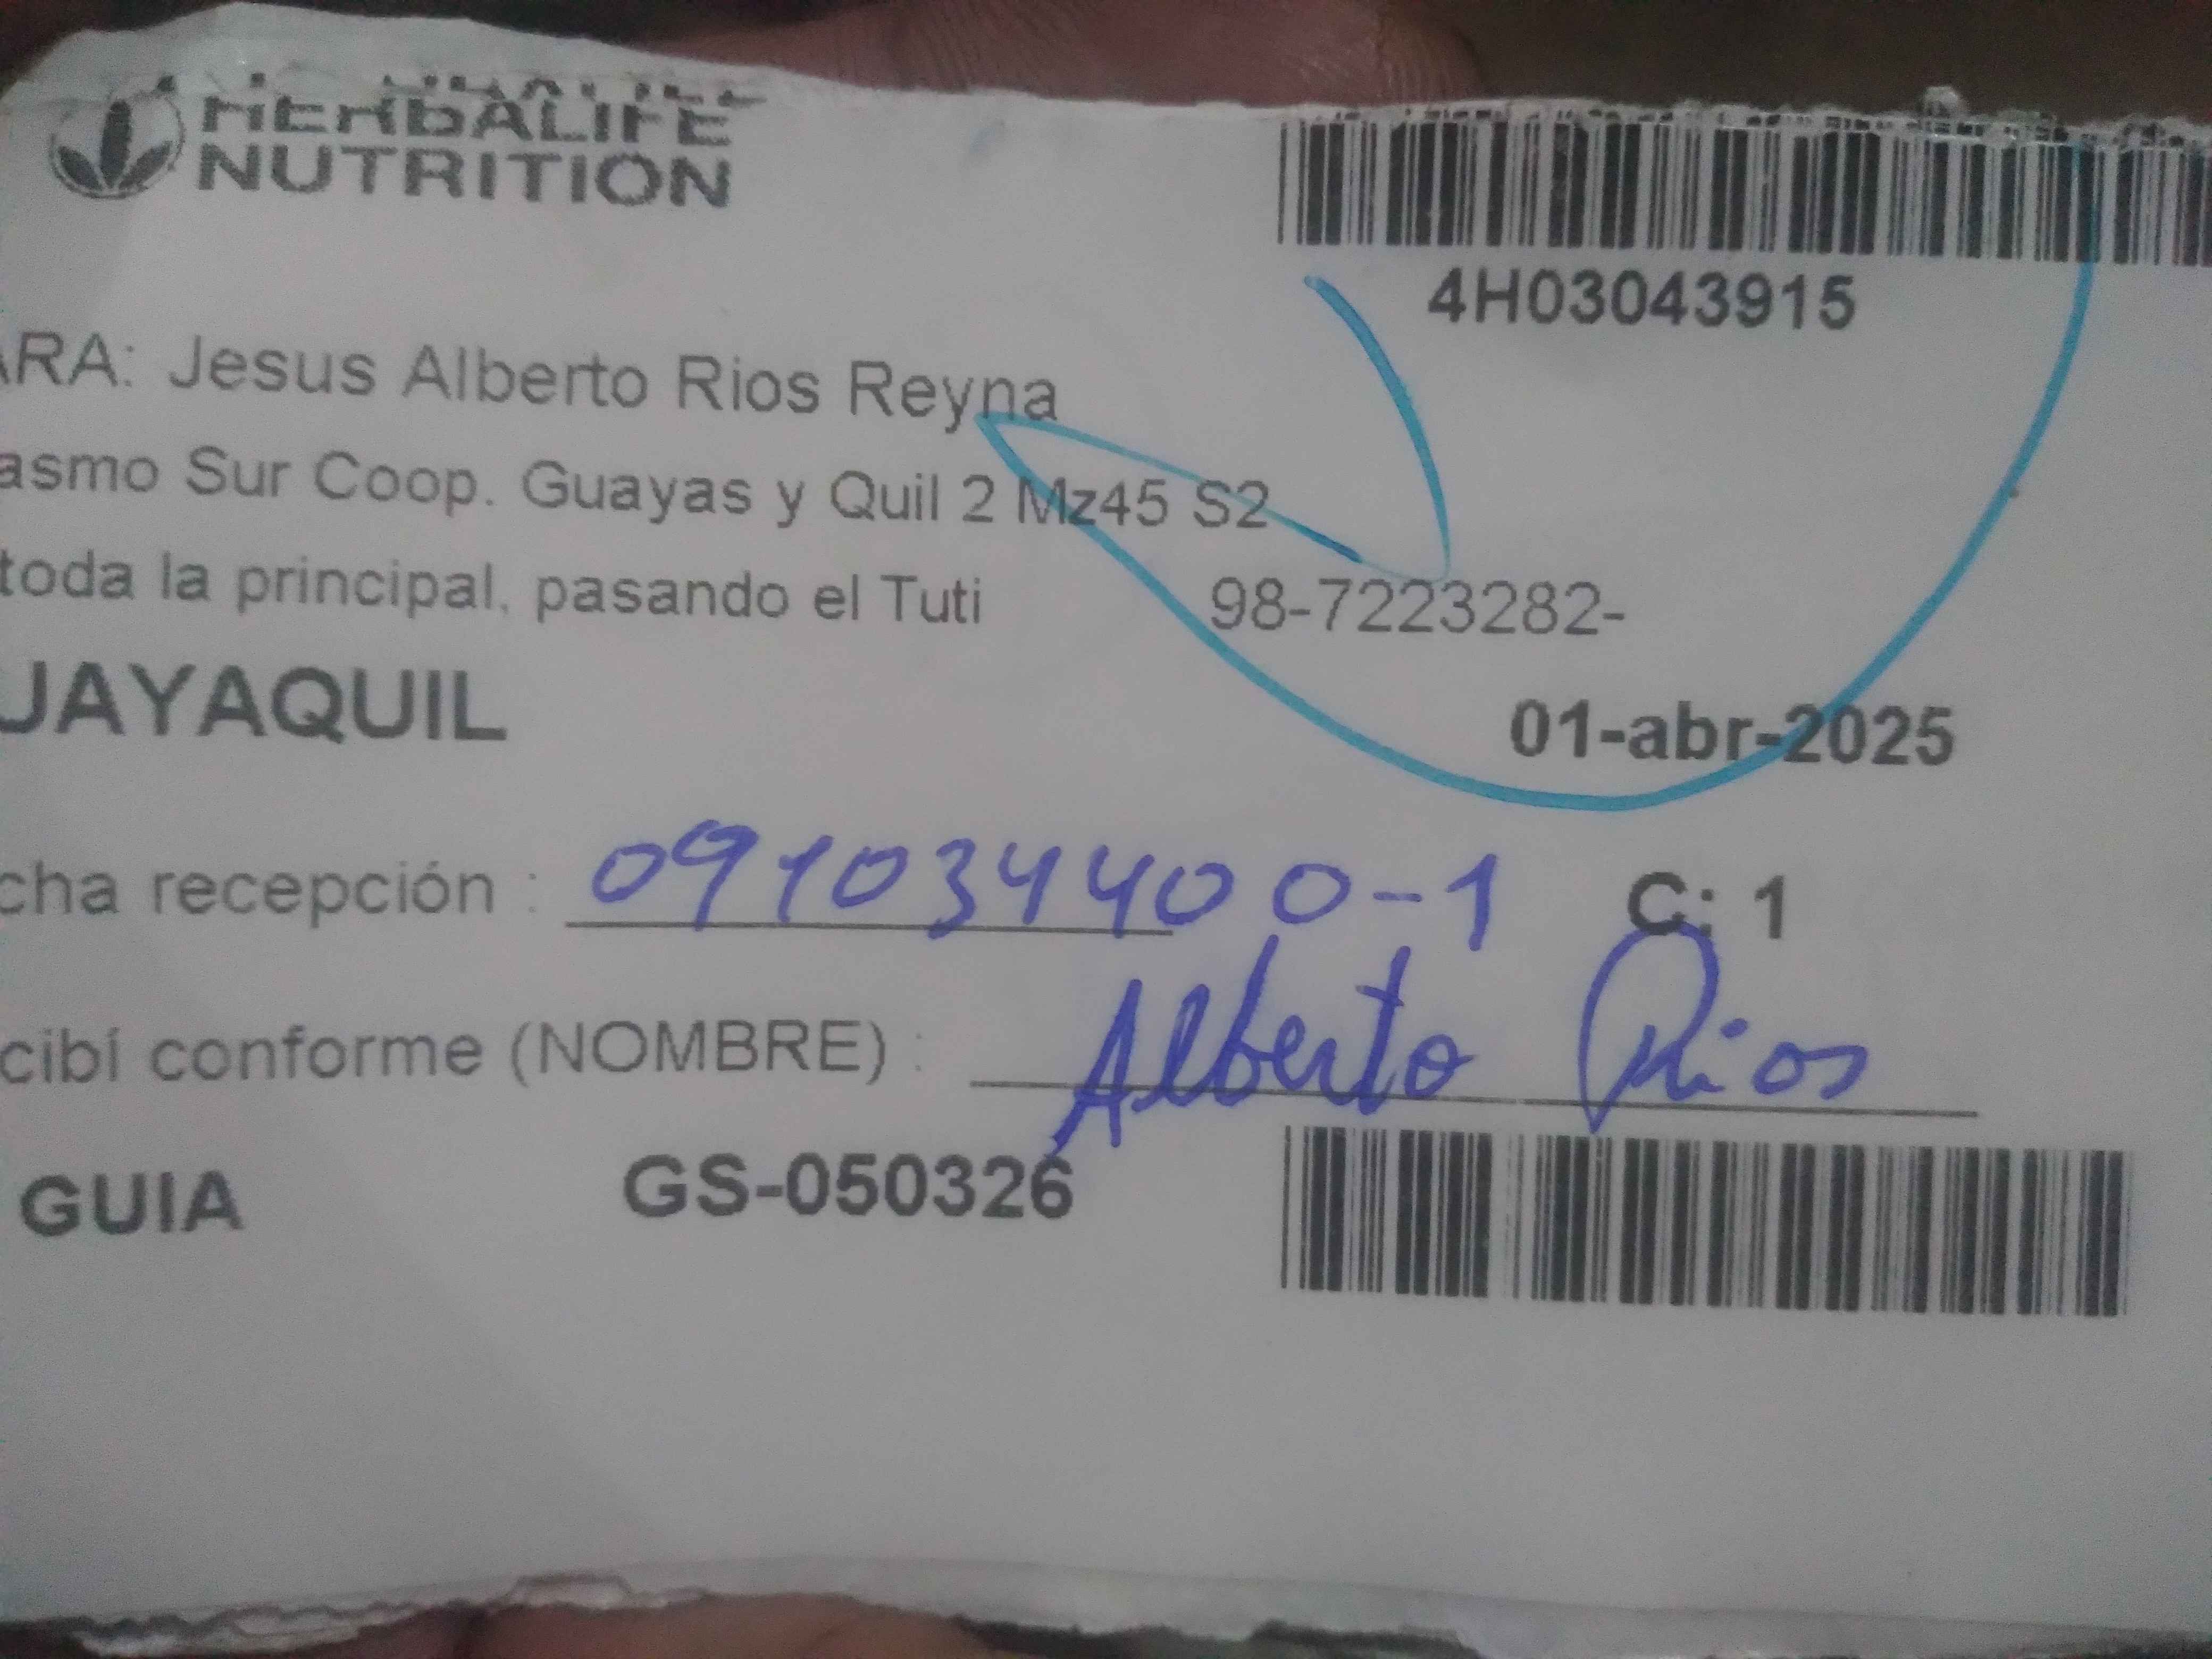 HERBALIFE
NUTRITION
4H03043915
ARA: Jesus Alberto Rios Reyna
asmo Sur Coop. Guayas y Quil 2 Mz45 S2
toda la principal, pasando el Tuti 98-7223282-
UAYAQUIL
01-abr-2025
cha recepción : 091034400-1 C: 1
cibí conforme (NOMBRE) : Alberto Rios
GUIA GS-050326